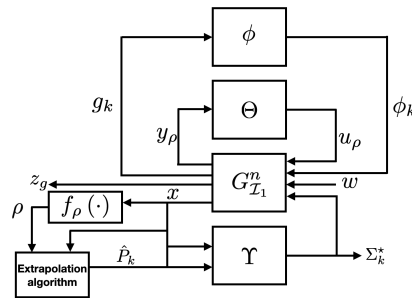 ϕ
g_k
Θ
ϕ_k
y_ρ
u_ρ
G^n_{I_1}
z_g
x
w
ρ
f_ρ (·)
Extrapolation
algorithm
P̂_k
Υ
Σ^⋆_k